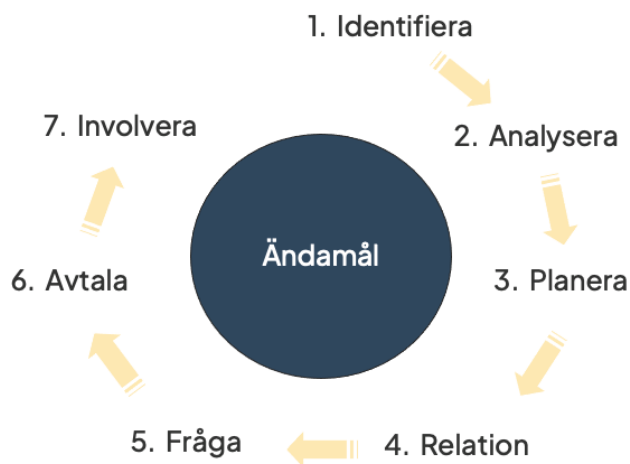 1. Identifiera
2. Analysera
3. Planera
4. Relation
5. Fråga
6. Avtala
7. Involvera
Ändamål